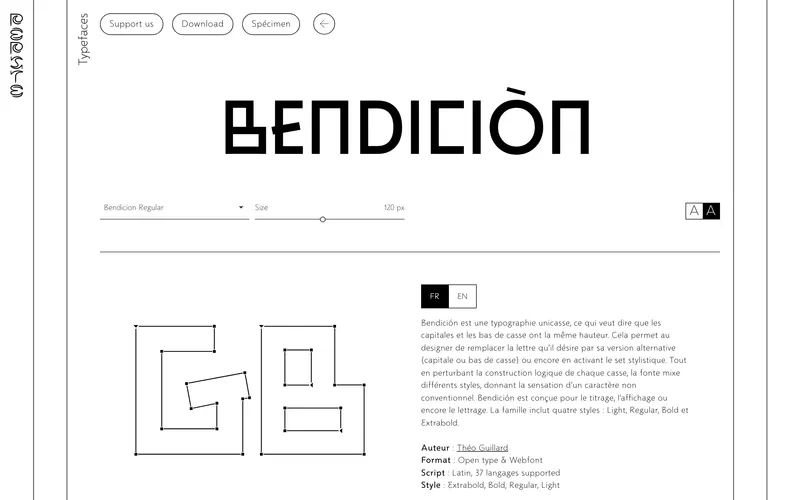 Typefaces
Support us
Download
Spécimen
BENDICIÒN
Bendicion Regular
Size
120 px
A A
FR
EN
Bendición est une typographie unicasse, ce qui veut dire que les
capitales et les bas de casse ont la même hauteur. Cela permet au
designer de remplacer la lettre qu'il désire par sa version alternative
(capitale ou bas de casse) ou encore en activant le set stylistique. Tout
en perturbant la construction logique de chaque casse, la fonte mixe
différents styles, donnant la sensation d'un caractère non
conventionnel. Bendición est conçue pour le titrage, l'affichage ou
encore le lettrage. La famille inclut quatre styles : Light, Regular, Bold et
Extrabold.
Auteur : Théo Guillard
Format : Open type & Webfont
Script : Latin, 37 langages supported
Style : Extrabold, Bold, Regular, Light
G B